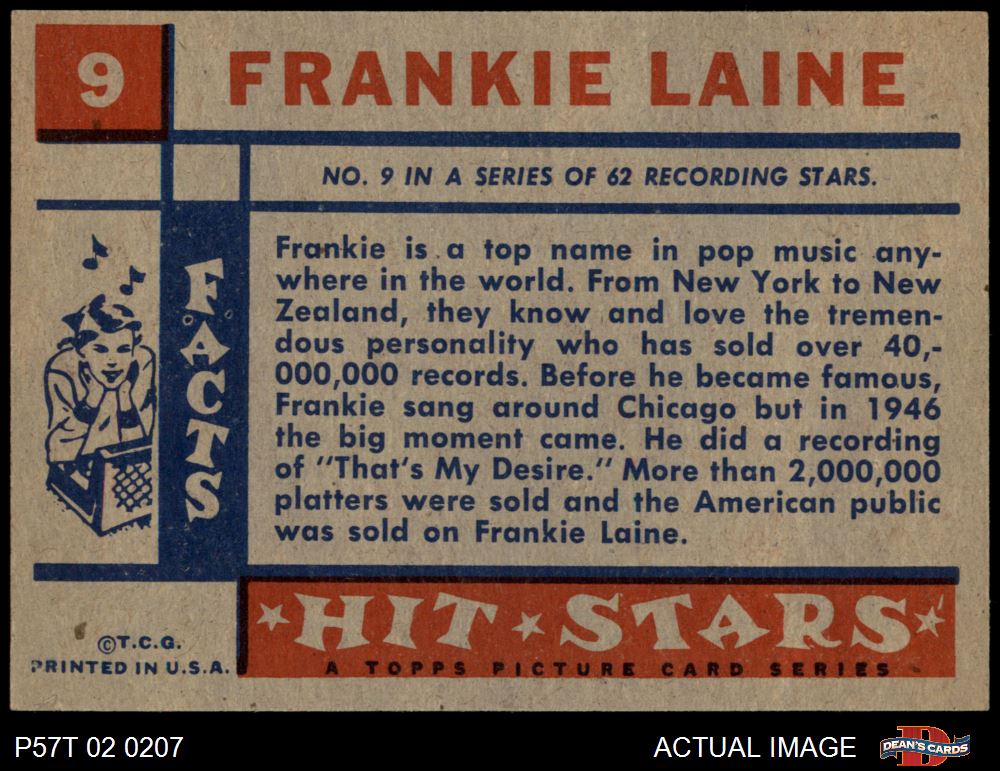 9
FRANKIE LAINE
NO. 9 IN A SERIES OF 62 RECORDING STARS.
FACTS
Frankie is a top name in pop music any-
where in the world. From New York to New
Zealand, they know and love the tremen-
dous personality who has sold over 40,-
000,000 records. Before he became famous,
Frankie sang around Chicago but in 1946
the big moment came. He did a recording
of "That's My Desire." More than 2,000,000
platters were sold and the American public
was sold on Frankie Laine.
HIT STARS
A TOPPS PICTURE CARD SERIES
©T.C.G.
PRINTED IN U.S.A.
P57T 02 0207
ACTUAL IMAGE
DEAN'S CARDS